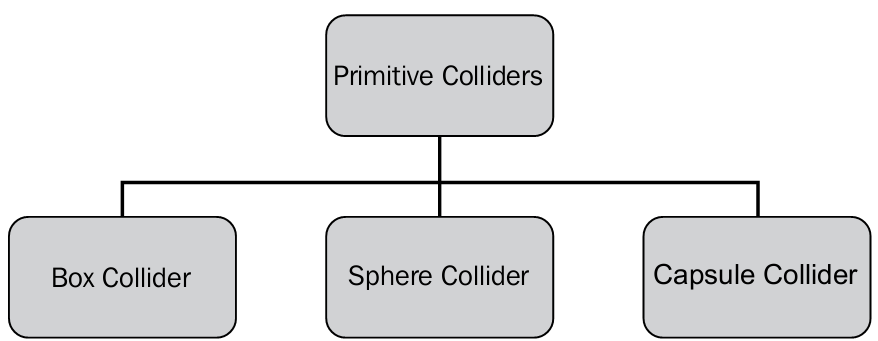 Primitive Colliders
Box Collider
Sphere Collider
Capsule Collider